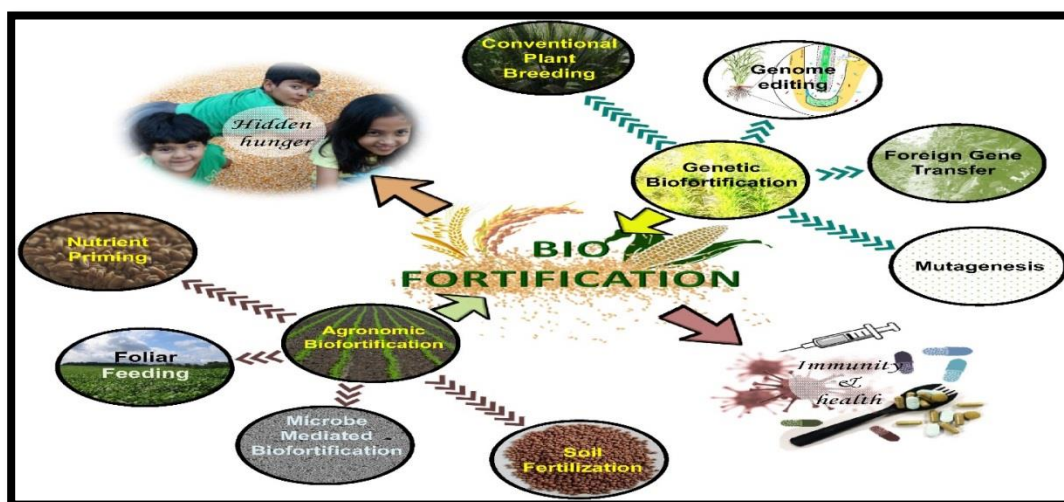 Conventional
Plant
Breeding
Genome
editing
Hidden
hunger
Genetic
Biofortification
Foreign Gene
Transfer
Nutrient
Priming
BIO
FORTIFICATION
Mutagenesis
Agronomic
Biofortification
Foliar
Feeding
Immunity
&
health
Microbe
Mediated
Biofortification
Soil
Fertilization